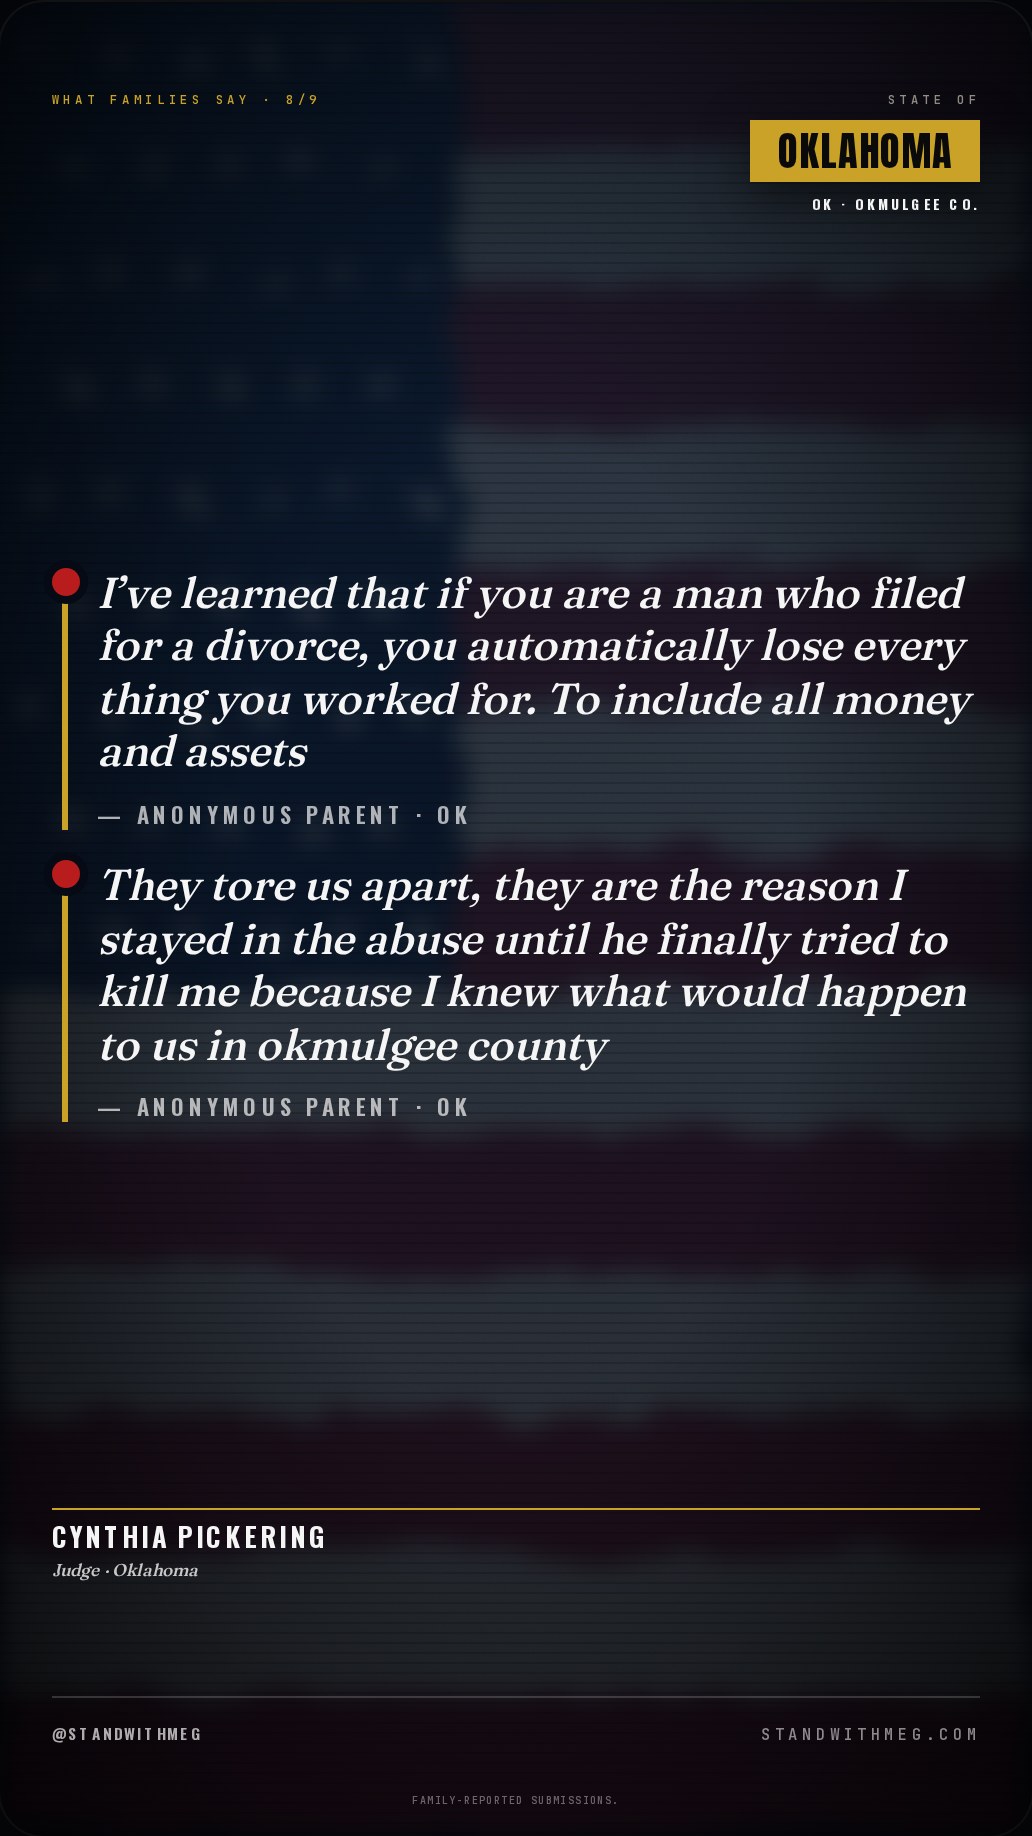 WHAT FAMILIES SAY · 8/9
STATE OF
OKLAHOMA
OK · OKMULGEE CO.
I’ve learned that if you are a man who filed
for a divorce, you automatically lose every
thing you worked for. To include all money
and assets
— ANONYMOUS PARENT · OK
They tore us apart, they are the reason I
stayed in the abuse until he finally tried to
kill me because I knew what would happen
to us in okmulgee county
— ANONYMOUS PARENT · OK
CYNTHIA PICKERING
Judge · Oklahoma
@STANDWITHMEG
STANDWITHMEG.COM
FAMILY-REPORTED SUBMISSIONS.